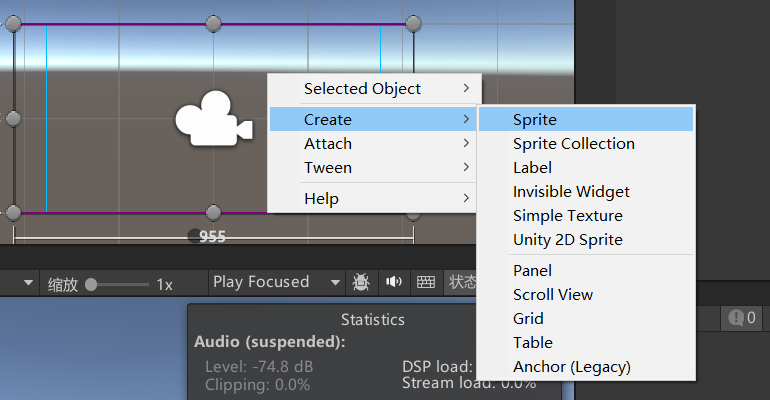 Selected Object
Create
Attach
Tween
Help
Sprite
Sprite Collection
Label
Invisible Widget
Simple Texture
Unity 2D Sprite
Panel
Scroll View
Grid
Table
Anchor (Legacy)
955
缩放 1x Play Focused 状态
0
Statistics
Audio (suspended):
Level: -74.8 dB DSP load:
Clipping: 0.0% Stream load: 0.0%